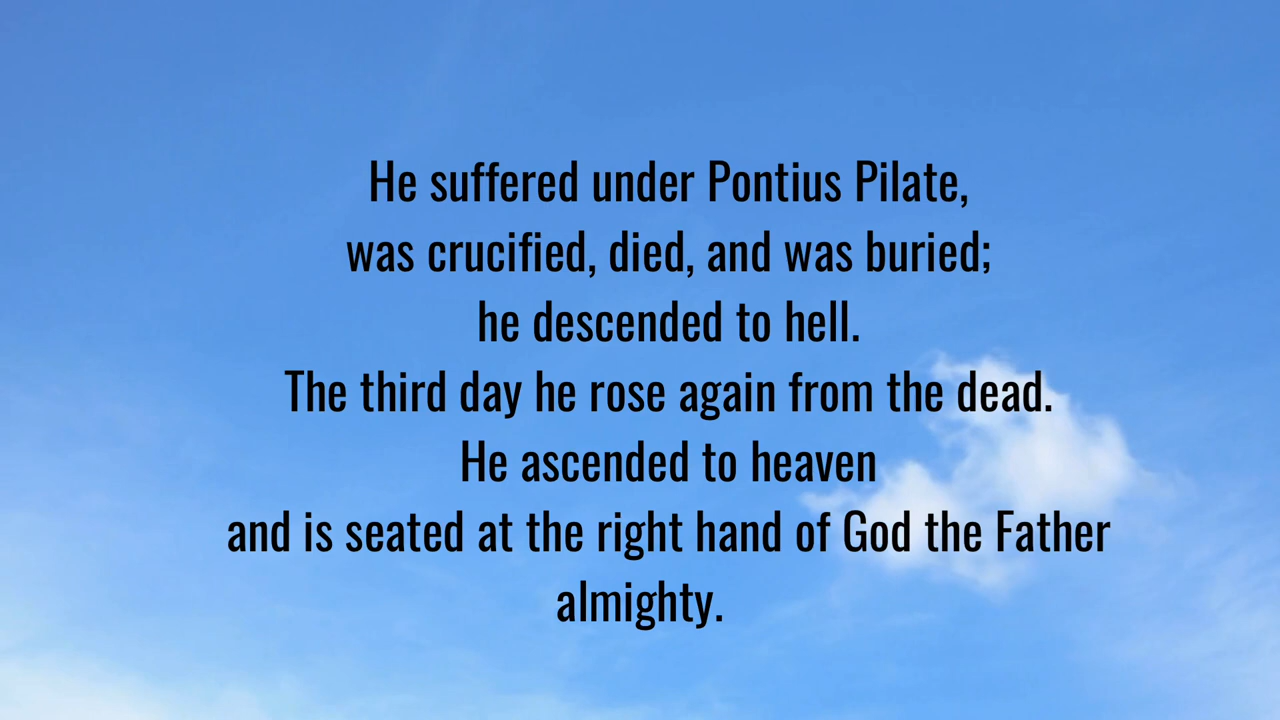 He suffered under Pontius Pilate,
was crucified, died, and was buried;
he descended to hell.
The third day he rose again from the dead.
He ascended to heaven
and is seated at the right hand of God the Father
almighty.